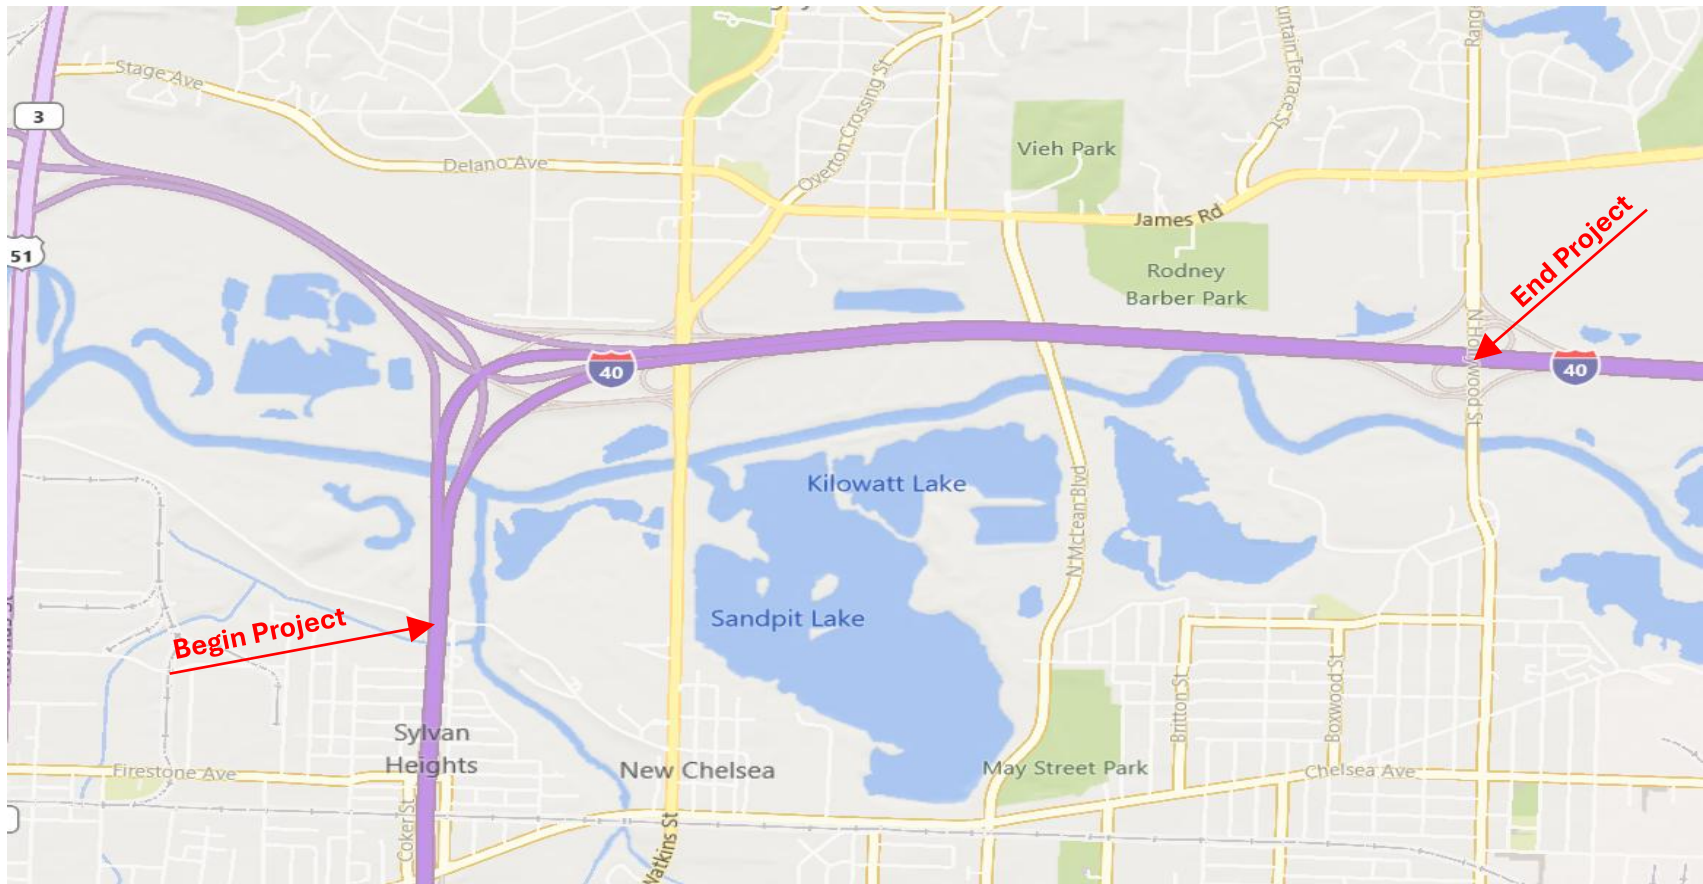 Stage Ave
3
Delano Ave
51
Overton Crossing St
Vieh Park
James Rd
Rodney
Barber Park
End Project
N Hollywood St
40
40
Kilowatt Lake
N McLean Blvd
Sandpit Lake
Begin Project
Sylvan
Heights
New Chelsea
May Street Park
Britton St
Boxwood St
Firestone Ave
Chelsea Ave
Coker St
Watkins St